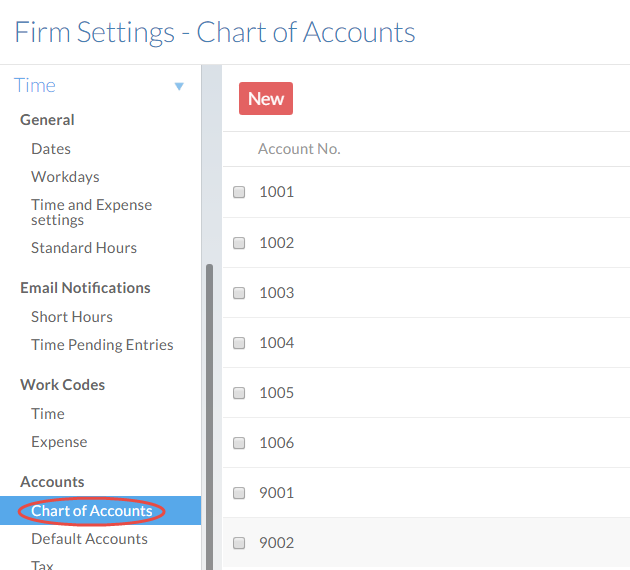 Firm Settings - Chart of Accounts
Time
General
Dates
Workdays
Time and Expense
settings
Standard Hours
Email Notifications
Short Hours
Time Pending Entries
Work Codes
Time
Expense
Accounts
Chart of Accounts
Default Accounts
Tax
New
Account No.
1001
1002
1003
1004
1005
1006
9001
9002